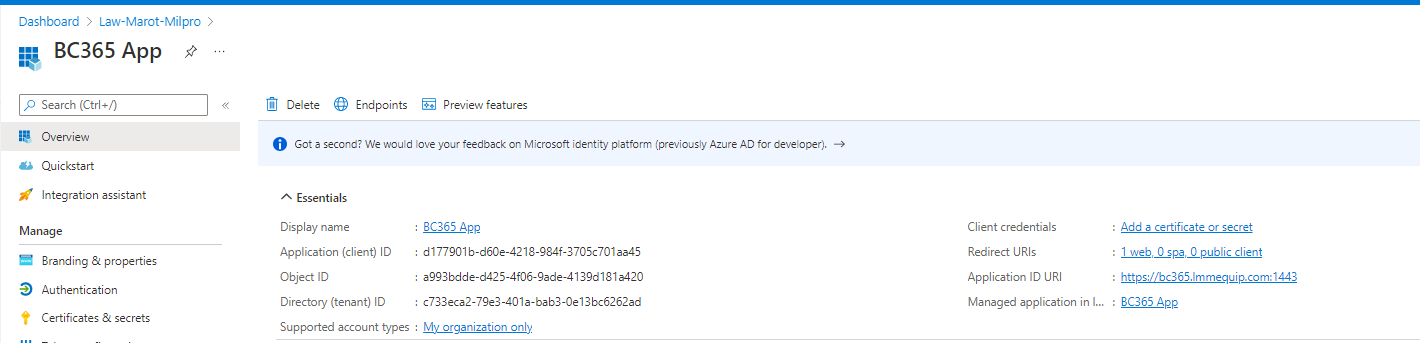 Dashboard > Law-Marot-Milpro >
BC365 App
Search (Ctrl+/)
Delete Endpoints Preview features
Overview
Got a second? We would love your feedback on Microsoft identity platform (previously Azure AD for developer). →
Quickstart
Integration assistant
Essentials
Manage
Display name : BC365 App
Client credentials : Add a certificate or secret
Application (client) ID : d177901b-d60e-4218-984f-3705c701aa45
Redirect URIs : 1 web, 0 spa, 0 public client
Branding & properties
Object ID : a993bdde-d425-4f06-9ade-4139d181a420
Application ID URI : https://bc365.lmmequip.com:1443
Authentication
Directory (tenant) ID : c733eca2-79e3-401a-bab3-0e13bc6262ad
Managed application in l... : BC365 App
Certificates & secrets
Supported account types : My organization only